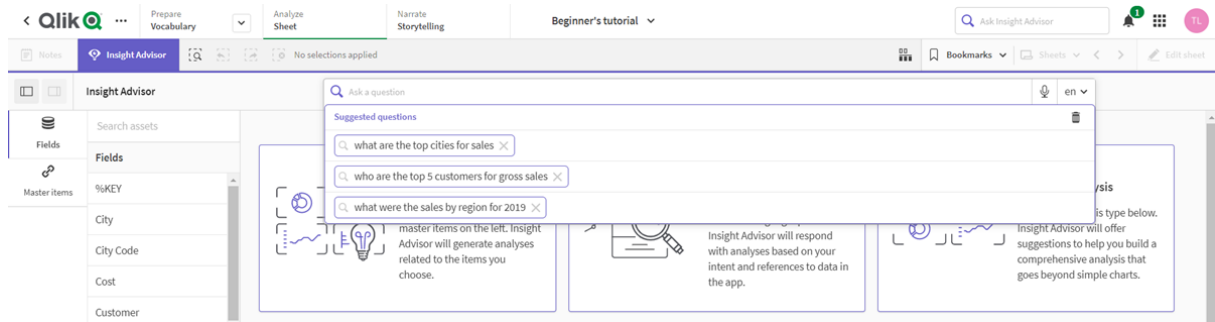 Qlik
Prepare
Vocabulary
Analyze
Sheet
Narrate
Storytelling
Beginner's tutorial
Ask Insight Advisor
1
TL
Notes
Insight Advisor
No selections applied
Bookmarks
Sheets
Edit sheet
Insight Advisor
Ask a question
en
Fields
Master items
Search assets
Fields
%KEY
City
City Code
Cost
Customer
Suggested questions
what are the top cities for sales
who are the top 5 customers for gross sales
what were the sales by region for 2019
master items on the left. Insight
Advisor will generate analyses
related to the items you
choose.
Insight Advisor will respond
with analyses based on your
intent and references to data in
the app.
is type below.
Insight Advisor will offer
suggestions to help you build a
comprehensive analysis that
goes beyond simple charts.